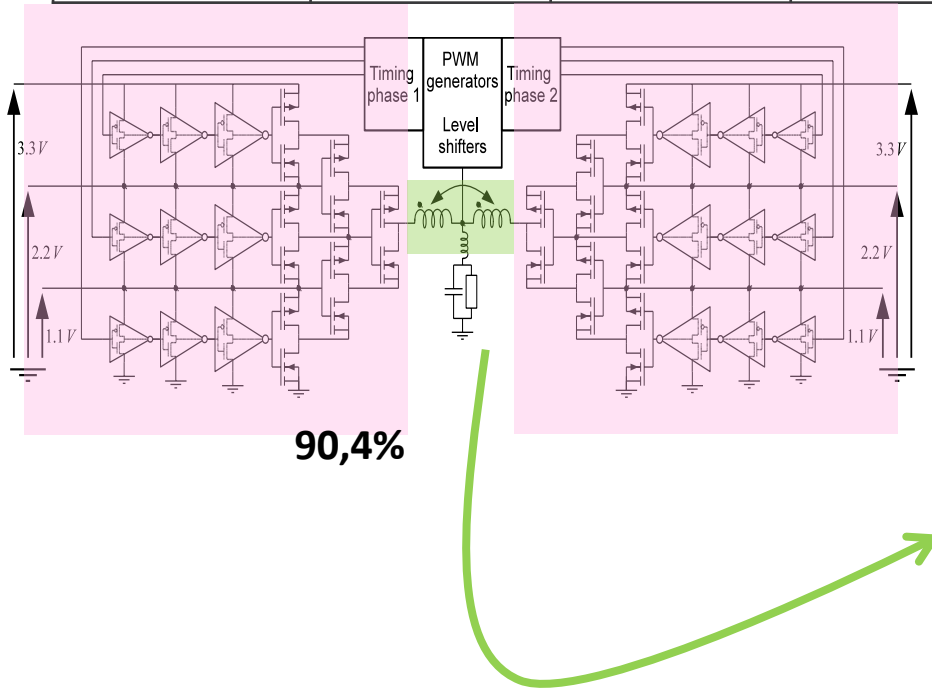 Timing
phase 1
PWM
generators
Level
shifters
Timing
phase 2
3.3 V
2.2 V
1.1 V
3.3 V
2.2 V
1.1 V
90,4%